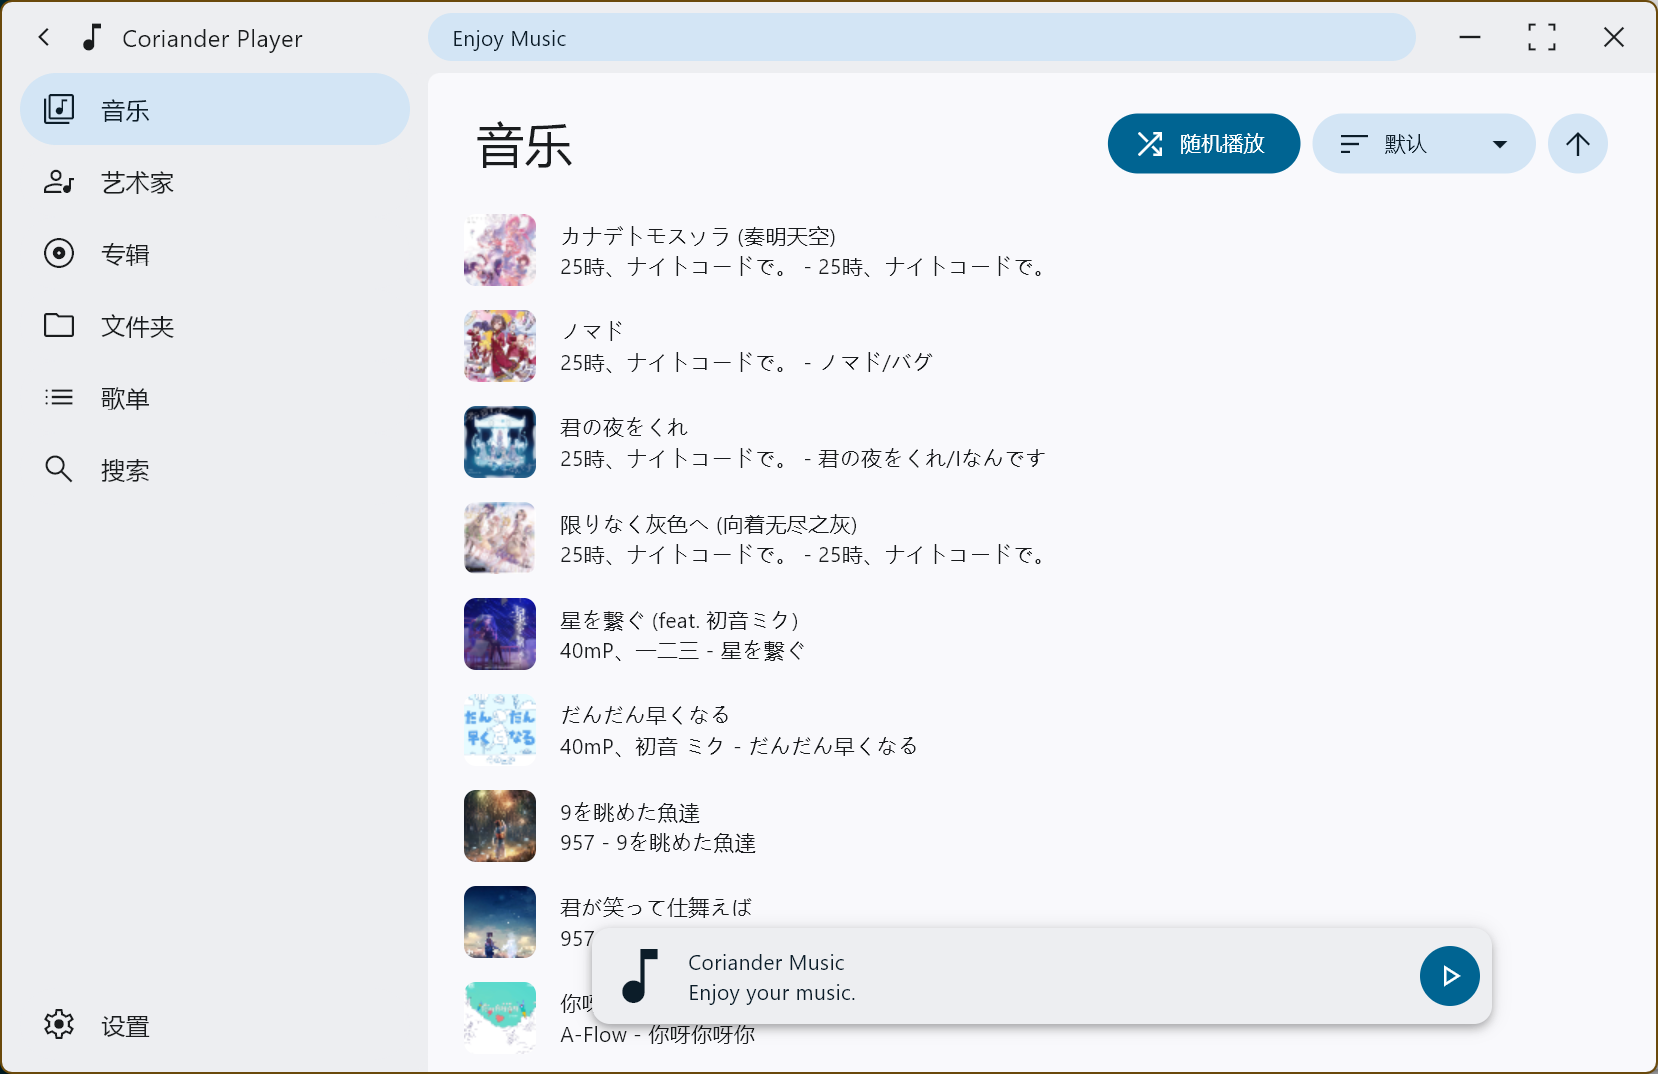 Coriander Player
Enjoy Music
音乐
艺术家
专辑
文件夹
歌单
搜索
设置
音乐
随机播放
默认
カナデトモスソラ (奏明天空)
25時、ナイトコードで。 - 25時、ナイトコードで。
ノマド
25時、ナイトコードで。 - ノマド/バグ
君の夜をくれ
25時、ナイトコードで。 - 君の夜をくれ/Iなんです
限りなく灰色へ (向着无尽之灰)
25時、ナイトコードで。 - 25時、ナイトコードで。
星を繋ぐ (feat. 初音ミク)
40mP、一二三 - 星を繋ぐ
だんだん早くなる
40mP、初音 ミク - だんだん早くなる
だんだん
早くなる
9を眺めた魚達
957 - 9を眺めた魚達
君が笑って仕舞えば
957
你
A-Flow - 你呀你呀你
Coriander Music
Enjoy your music.